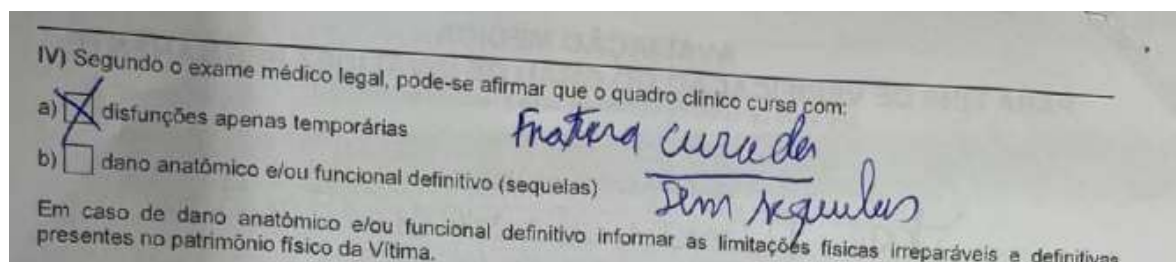 IV) Segundo o exame médico legal, pode-se afirmar que o quadro clínico cursa com:
a) X disfunções apenas temporárias
Fratura curada
b) dano anatômico e/ou funcional definitivo (sequelas)
Sem sequelas
Em caso de dano anatômico e/ou funcional definitivo informar as limitações físicas irreparáveis e definitivas
presentes no patrimônio físico da Vítima.